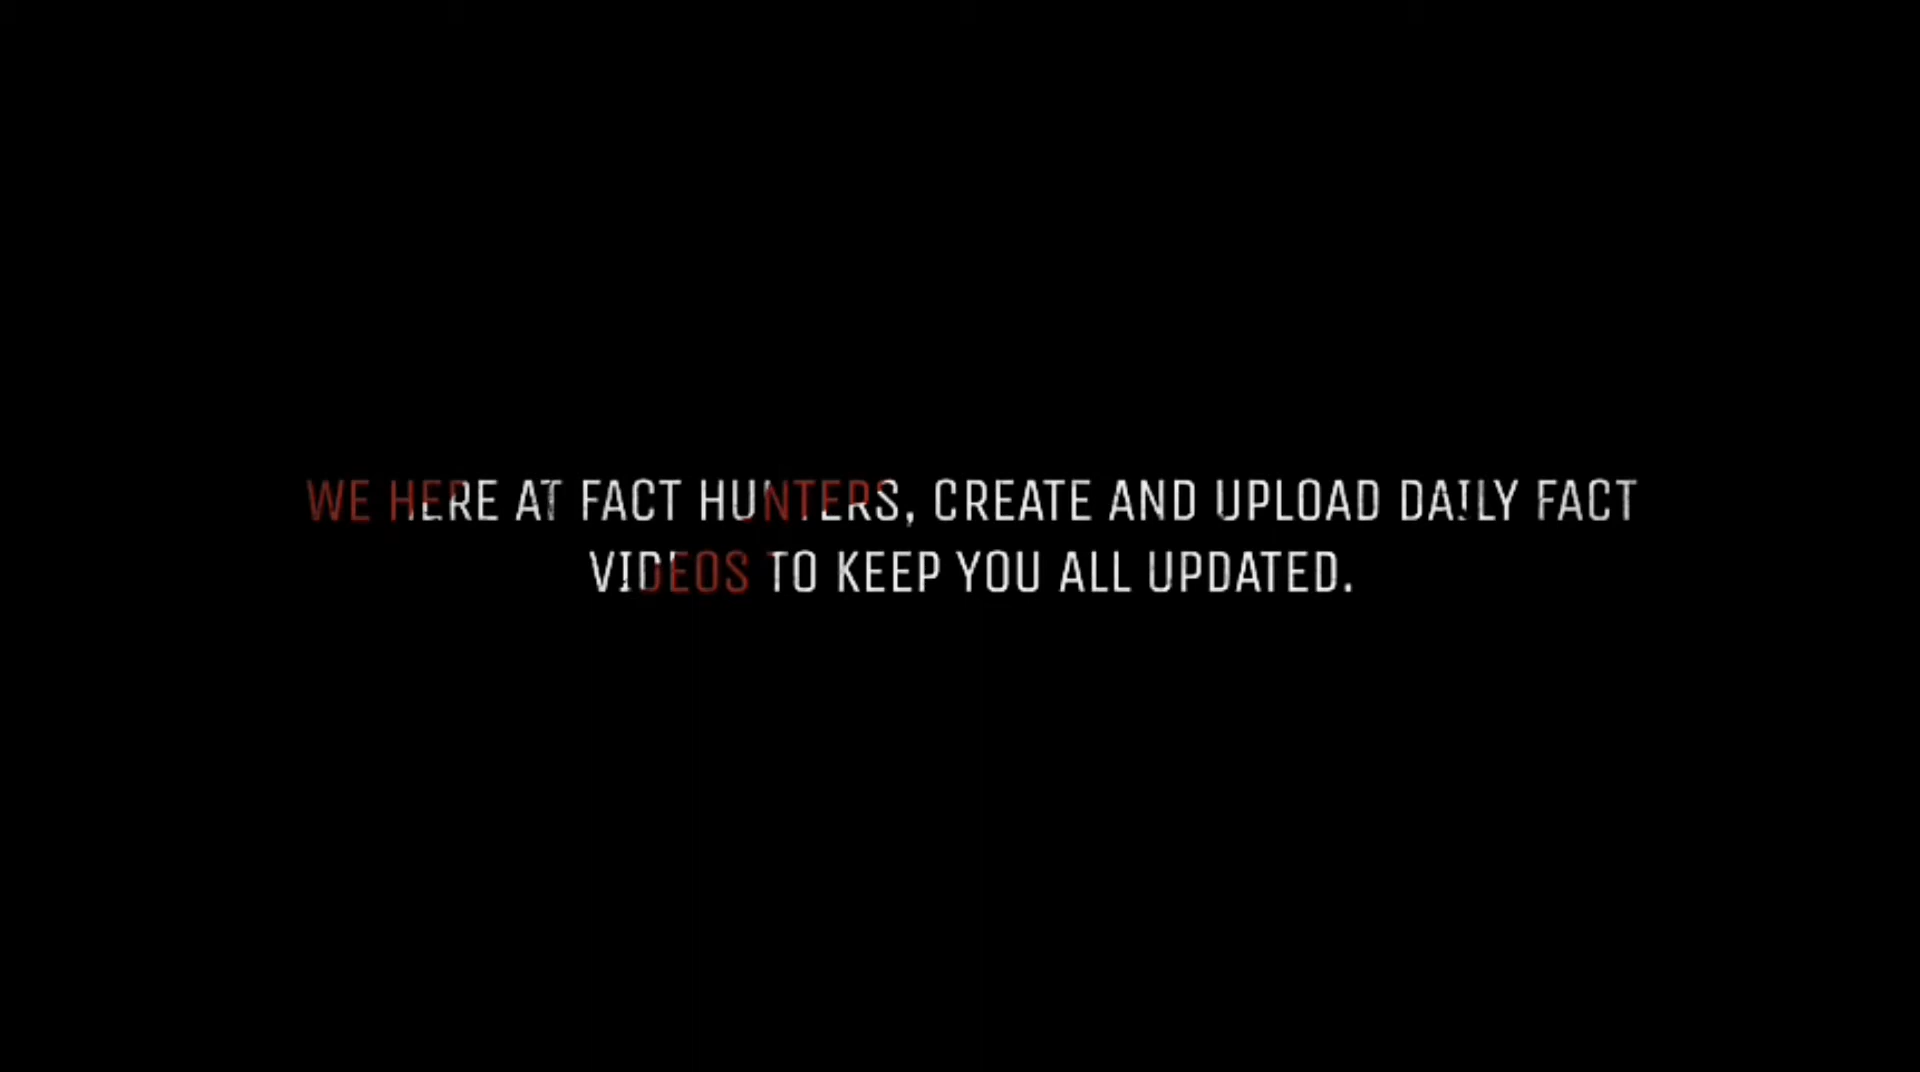 WE HERE AT FACT HUNTERS, CREATE AND UPLOAD DAILY FACT
VIDEOS TO KEEP YOU ALL UPDATED.